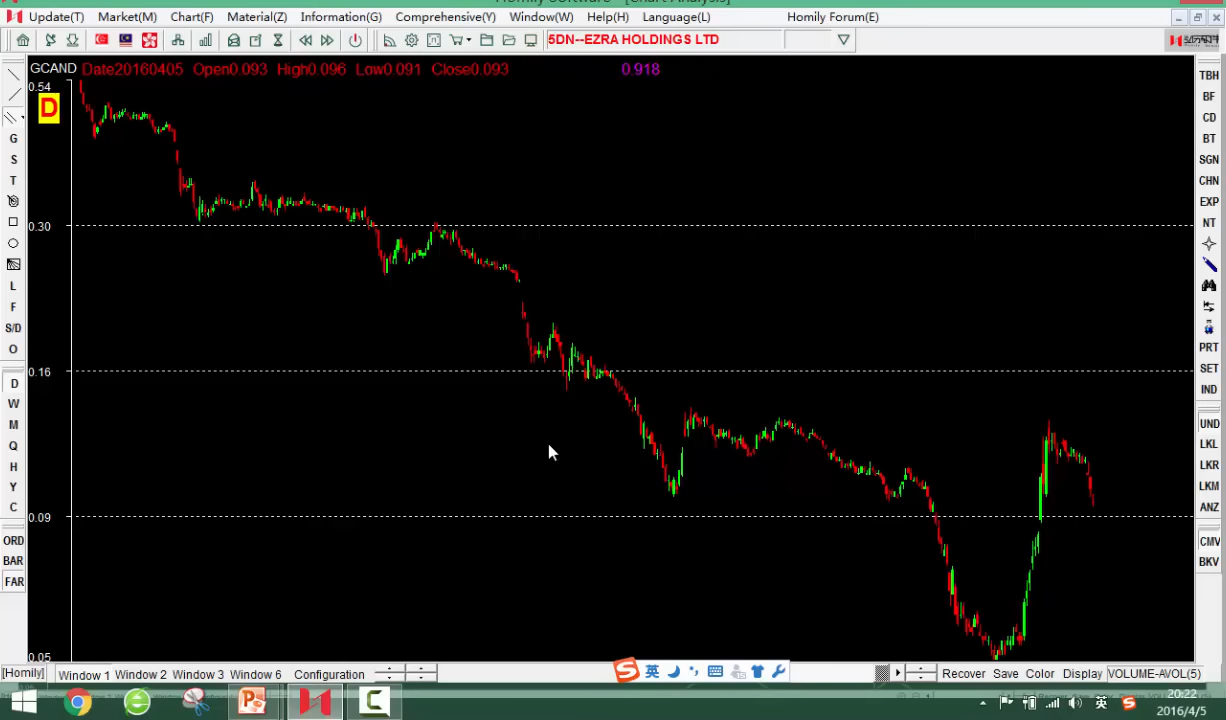 Homily Software - [Chart Analysis]
Update(T) Market(M) Chart(F) Material(Z) Information(G) Comprehensive(Y) Window(W) Help(H) Language(L) Homily Forum(E)
5DN--EZRA HOLDINGS LTD
GCAND Date20160405 Open0.093 High0.096 Low0.091 Close0.093 0.918
0.54
D
0.30
0.16
0.09
0.05
G
S
T
L
F
S/D
O
D
W
M
Q
H
Y
C
ORD
BAR
FAR
TBH
BF
CD
BT
SGN
CHN
EXP
NT
PRT
SET
IND
UND
LKL
LKR
LKM
ANZ
CMV
BKV
[Homily] Window 1 Window 2 Window 3 Window 6 Configuration
英
Recover Save Color Display VOLUME-AVOL(5)
英
20:22
2016/4/5